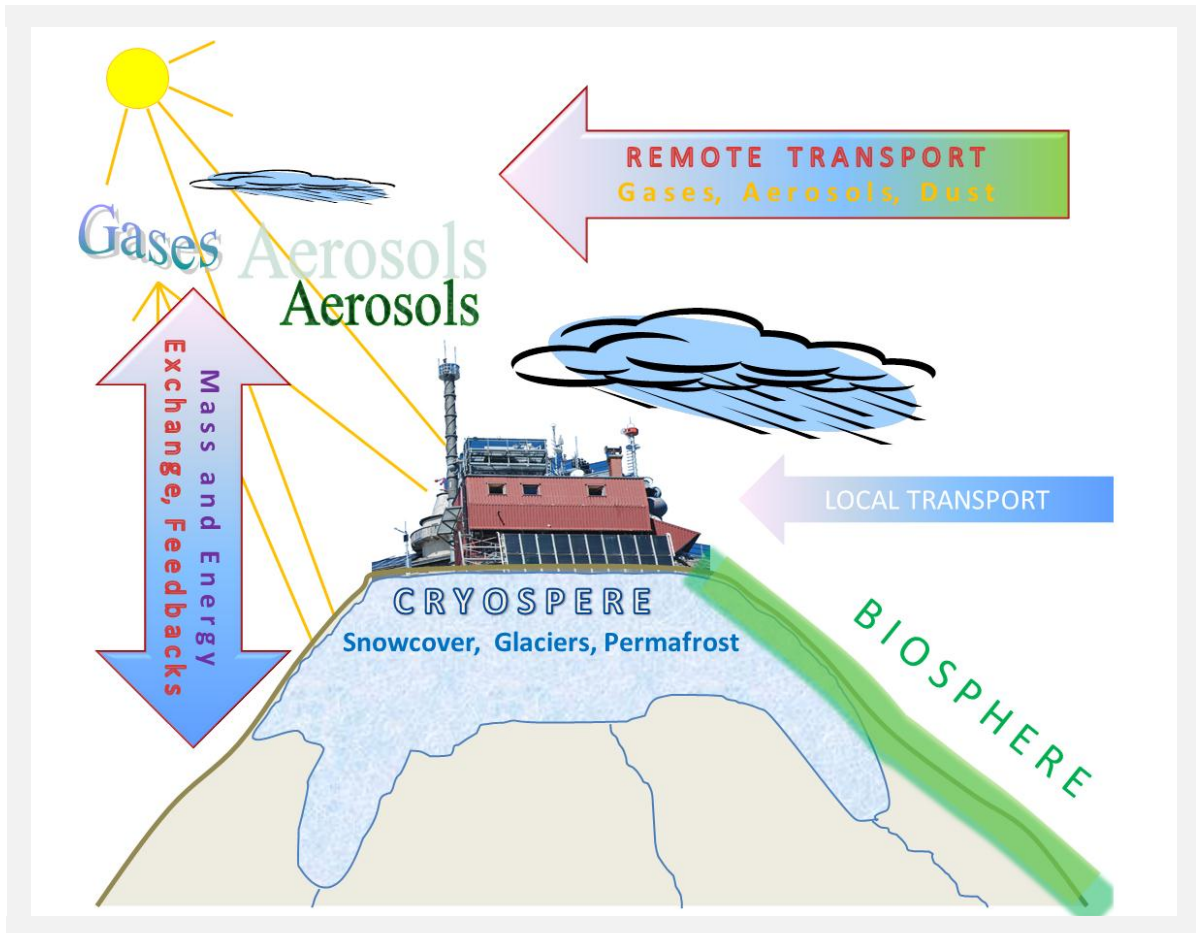 REMOTE TRANSPORT
Gases, Aerosols, Dust
Gases
Aerosols
Aerosols
Mass and Energy
Exchange, Feedbacks
LOCAL TRANSPORT
CRYOSPERE
Snowcover, Glaciers, Permafrost
BIOSPHERE